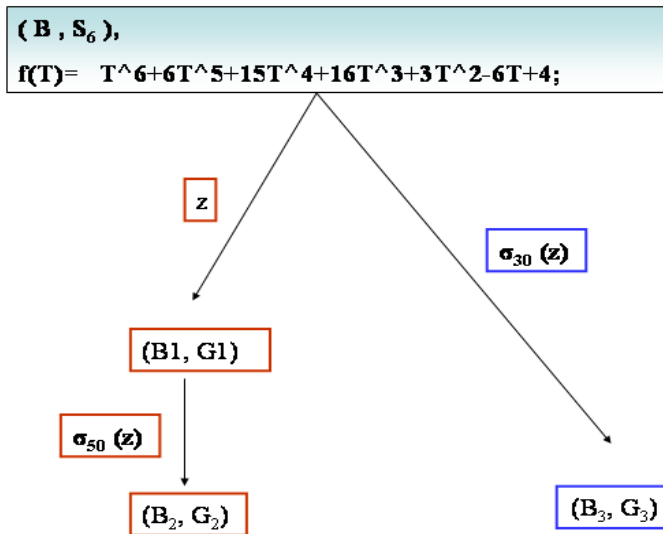 ( B , S₆ ),
f(T)= T^6+6T^5+15T^4+16T^3+3T^2-6T+4;
z
σ₃₀ (z)
(B1, G1)
σ₅₀ (z)
(B₂, G₂)
(B₃, G₃)